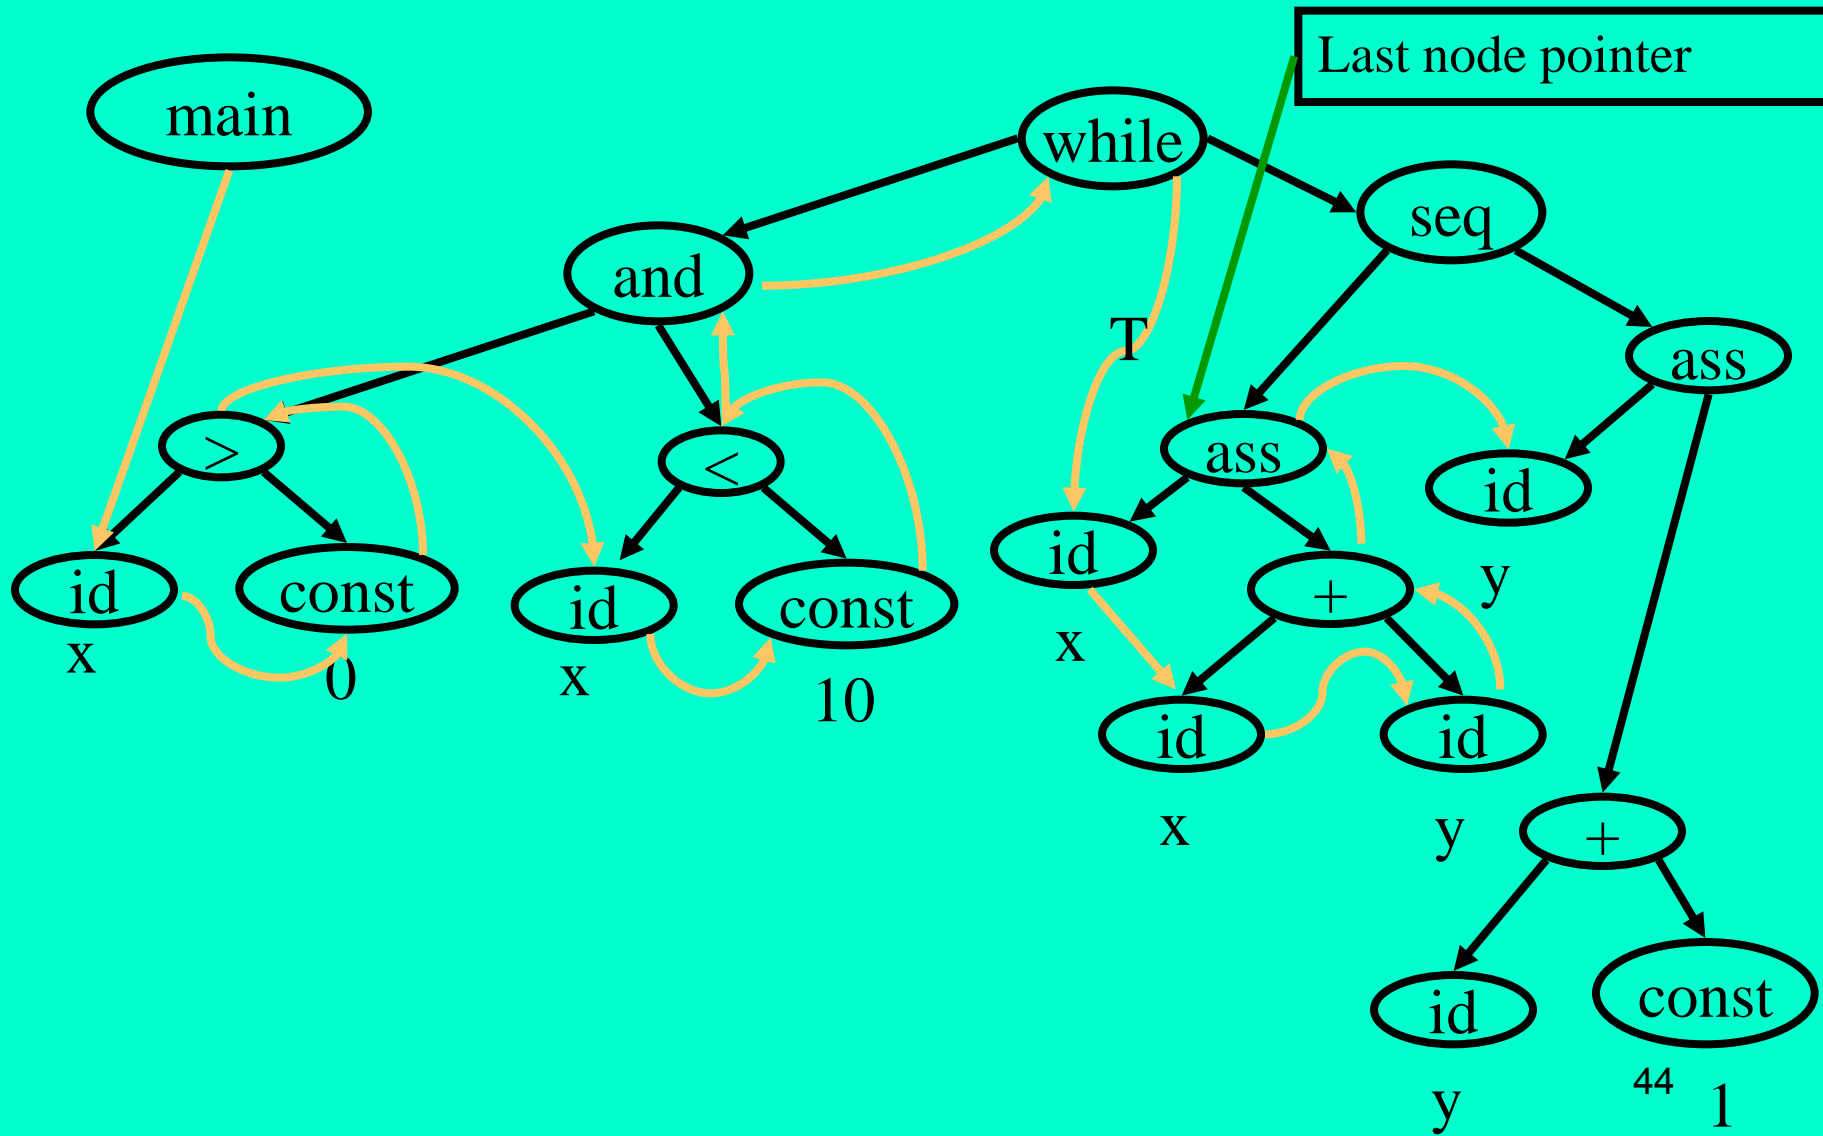 Last node pointer
main
while
seq
and
T
ass
>
<
ass
id
id
const
id
const
id
+
y
x
0
x
10
x
id
id
x
y
+
id
const
y
44
1